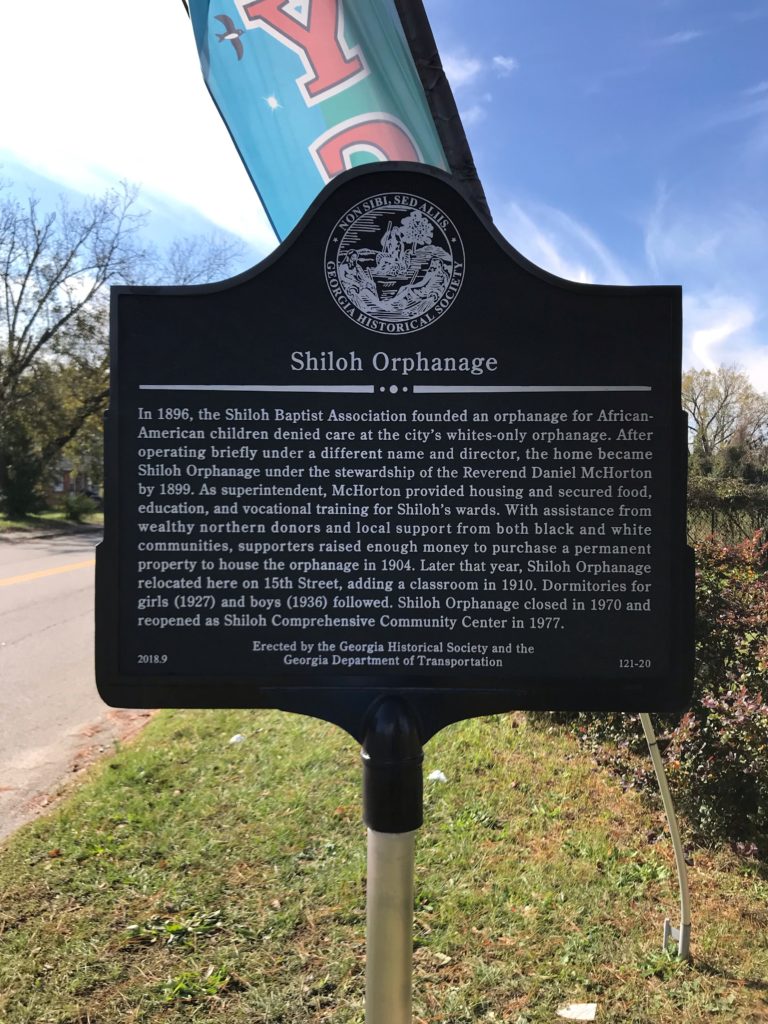 Y
NON SIBI, SED ALIIS.
GEORGIA HISTORICAL SOCIETY
Shiloh Orphanage
In 1896, the Shiloh Baptist Association founded an orphanage for African-
American children denied care at the city's whites-only orphanage. After
operating briefly under a different name and director, the home became
Shiloh Orphanage under the stewardship of the Reverend Daniel McHorton
by 1899. As superintendent, McHorton provided housing and secured food,
education, and vocational training for Shiloh's wards. With assistance from
wealthy northern donors and local support from both black and white
communities, supporters raised enough money to purchase a permanent
property to house the orphanage in 1904. Later that year, Shiloh Orphanage
relocated here on 15th Street, adding a classroom in 1910. Dormitories for
girls (1927) and boys (1936) followed. Shiloh Orphanage closed in 1970 and
reopened as Shiloh Comprehensive Community Center in 1977.
Erected by the Georgia Historical Society and the
Georgia Department of Transportation
2018.9 121-20